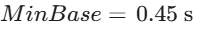 MinBase = 0.45 s